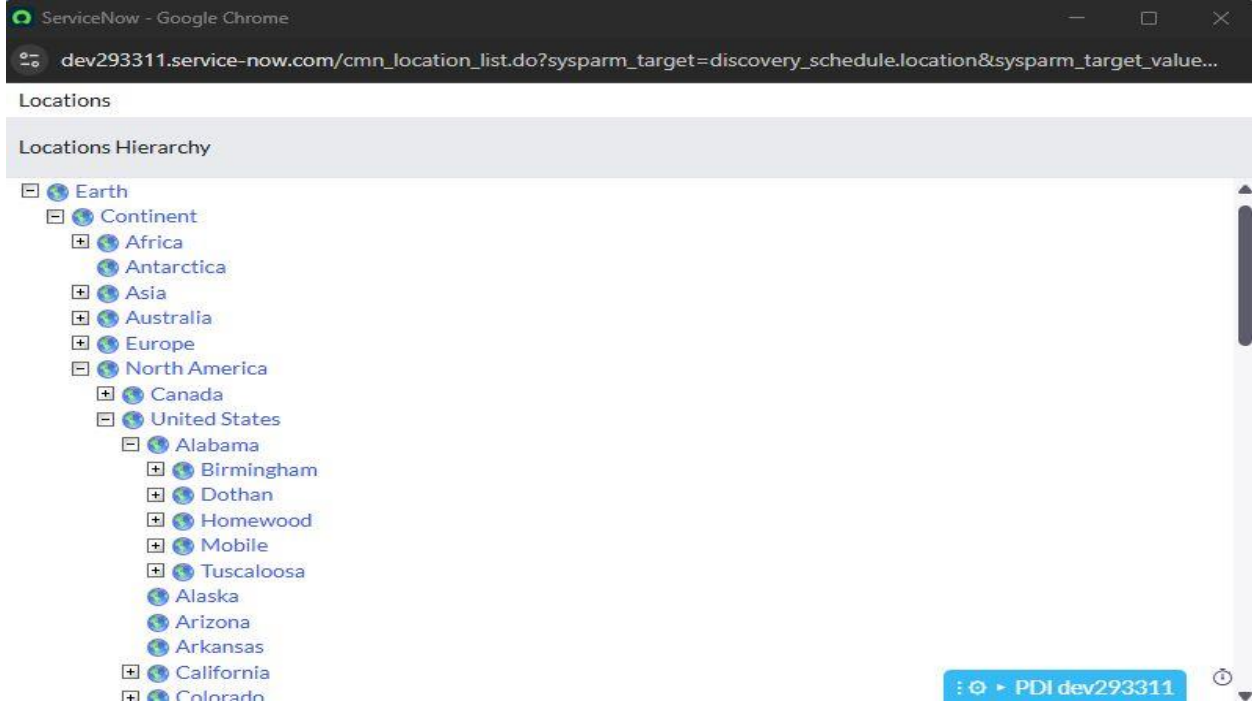 ServiceNow - Google Chrome
dev293311.service-now.com/cmn_location_list.do?sysparm_target=discovery_schedule.location&sysparm_target_value...
Locations
Locations Hierarchy
Earth
Continent
Africa
Antarctica
Asia
Australia
Europe
North America
Canada
United States
Alabama
Birmingham
Dothan
Homewood
Mobile
Tuscaloosa
Alaska
Arizona
Arkansas
California
Colorado
PDI dev293311